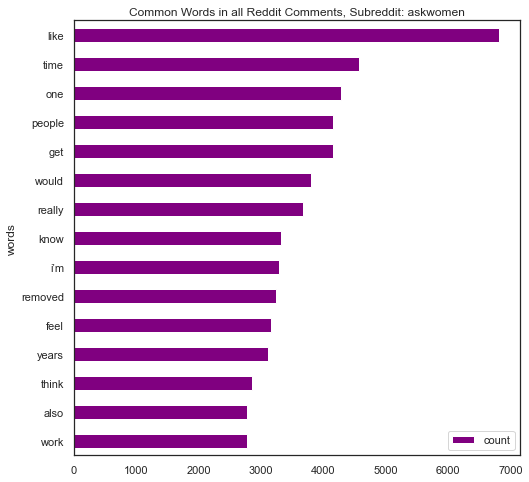 Common Words in all Reddit Comments, Subreddit: askwomen
like
time
one
people
get
would
really
know
i'm
removed
feel
years
think
also
work
words
count
0 1000 2000 3000 4000 5000 6000 7000